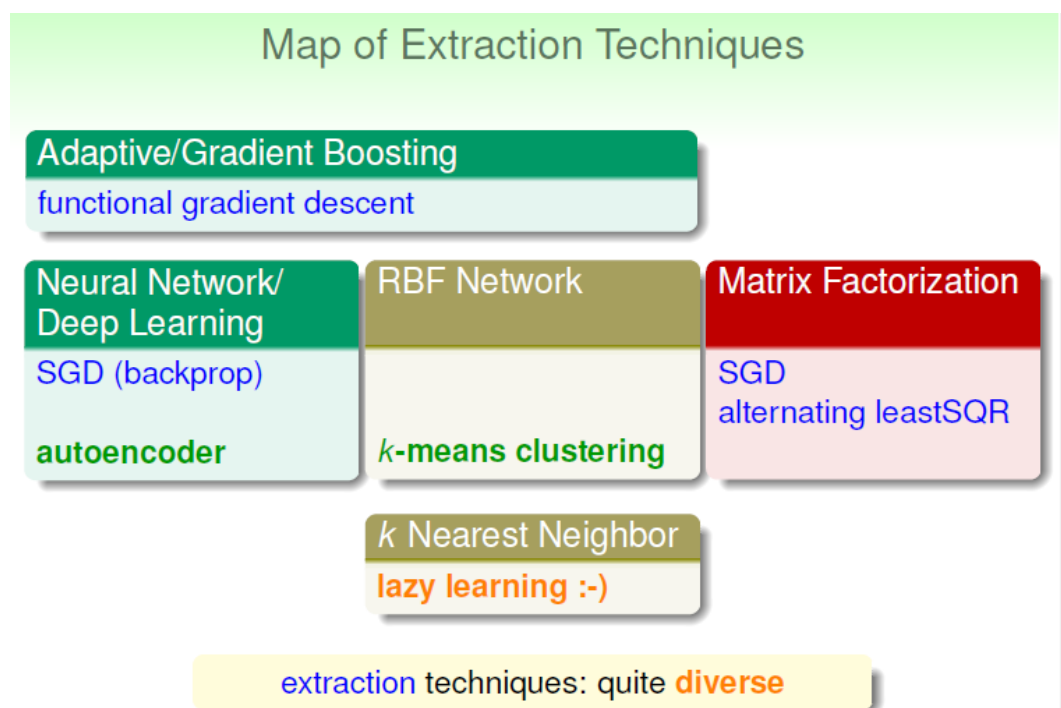 Map of Extraction Techniques
Adaptive/Gradient Boosting
functional gradient descent
Neural Network/
Deep Learning
SGD (backprop)
autoencoder
RBF Network
k-means clustering
Matrix Factorization
SGD
alternating leastSQR
k Nearest Neighbor
lazy learning :-)
extraction techniques: quite diverse